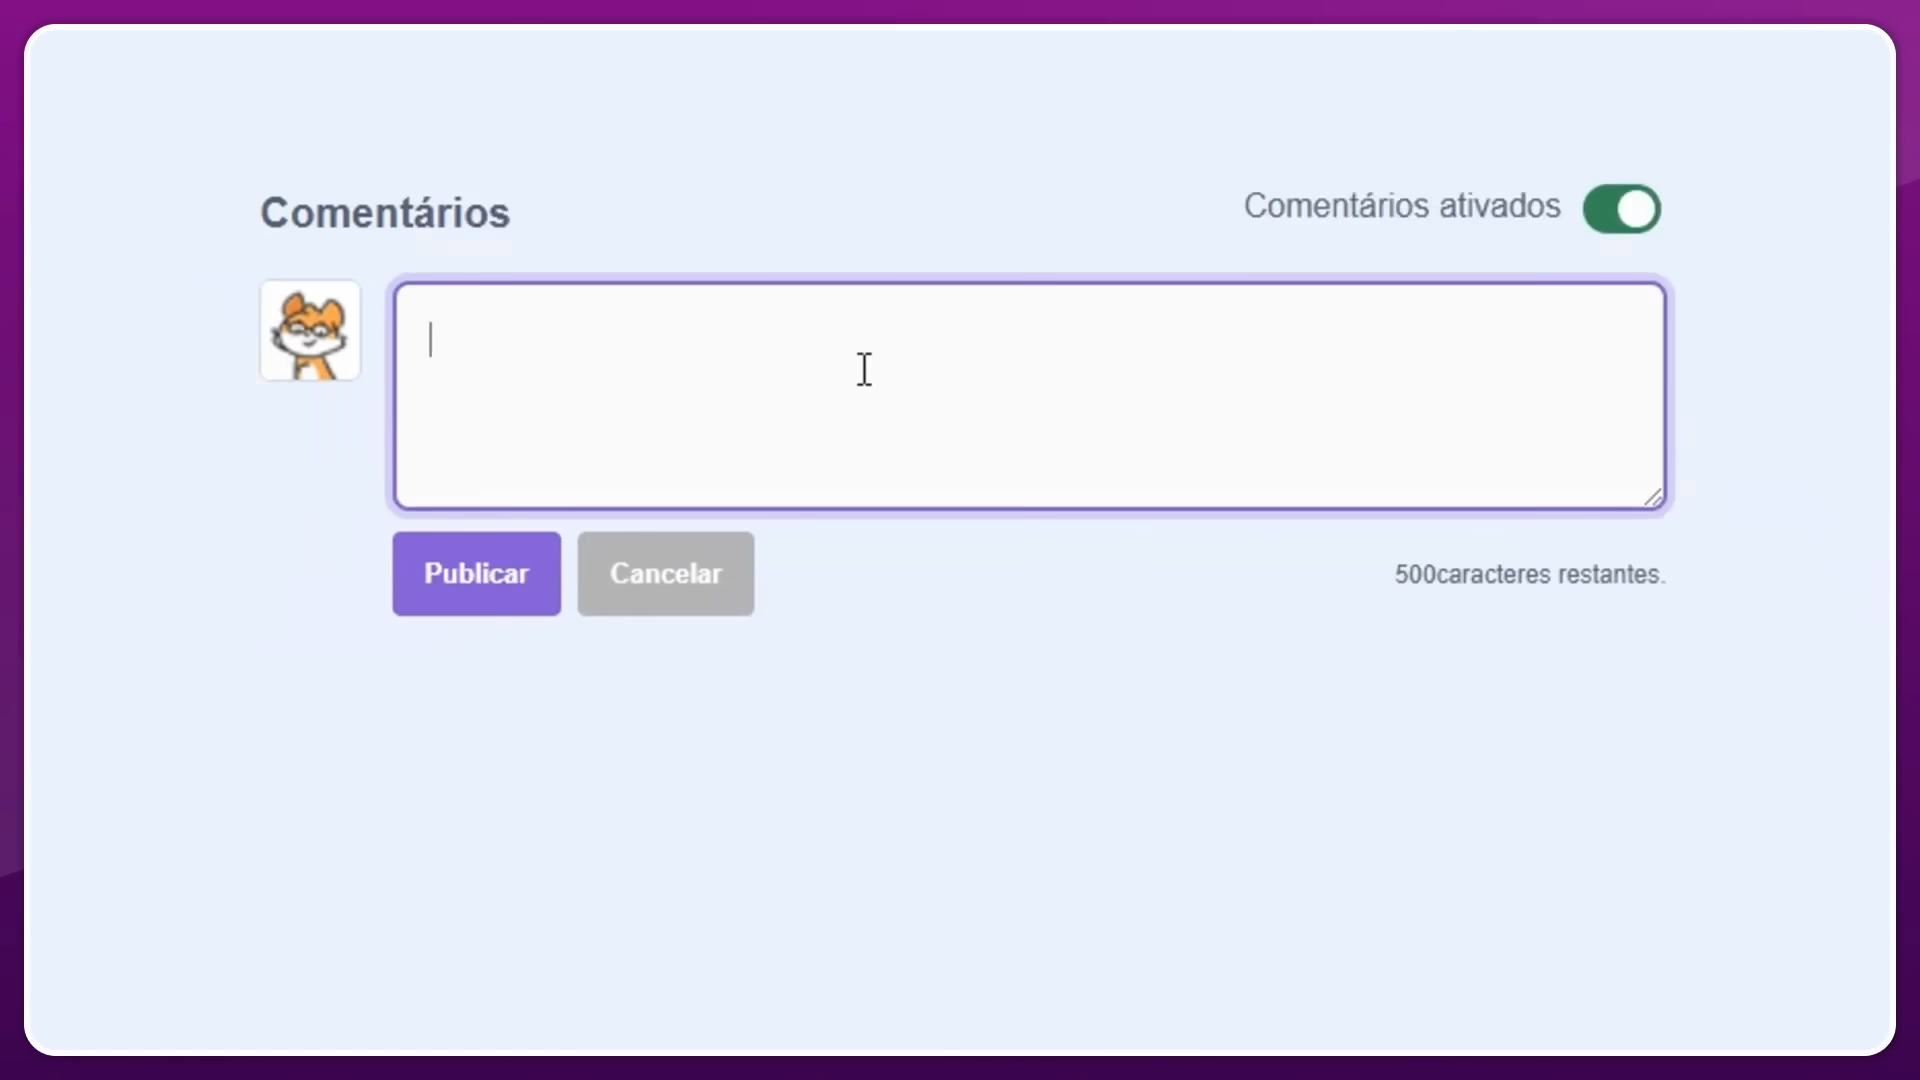 Comentários
Comentários ativados
Publicar
Cancelar
500caracteres restantes.